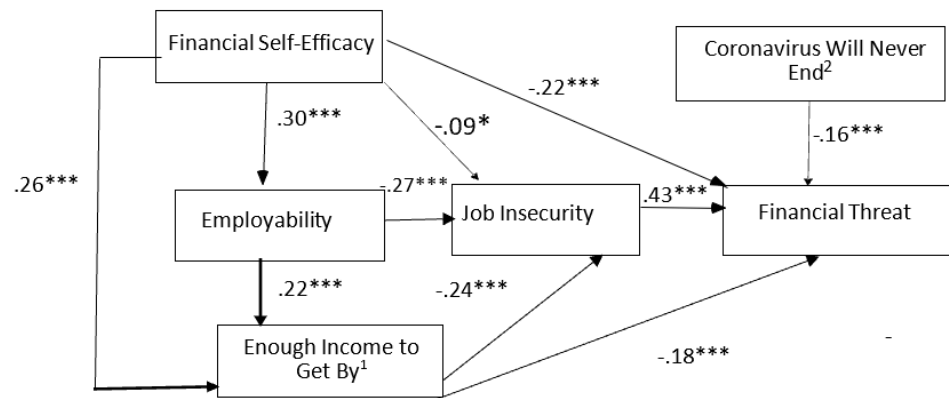 Financial Self-Efficacy
Coronavirus Will Never
End²
-.22***
.30***
-.09*
-.16***
.26***
-.27***
.43***
Employability
Job Insecurity
Financial Threat
.22***
-.24***
Enough Income to
Get By¹
-.18***
-